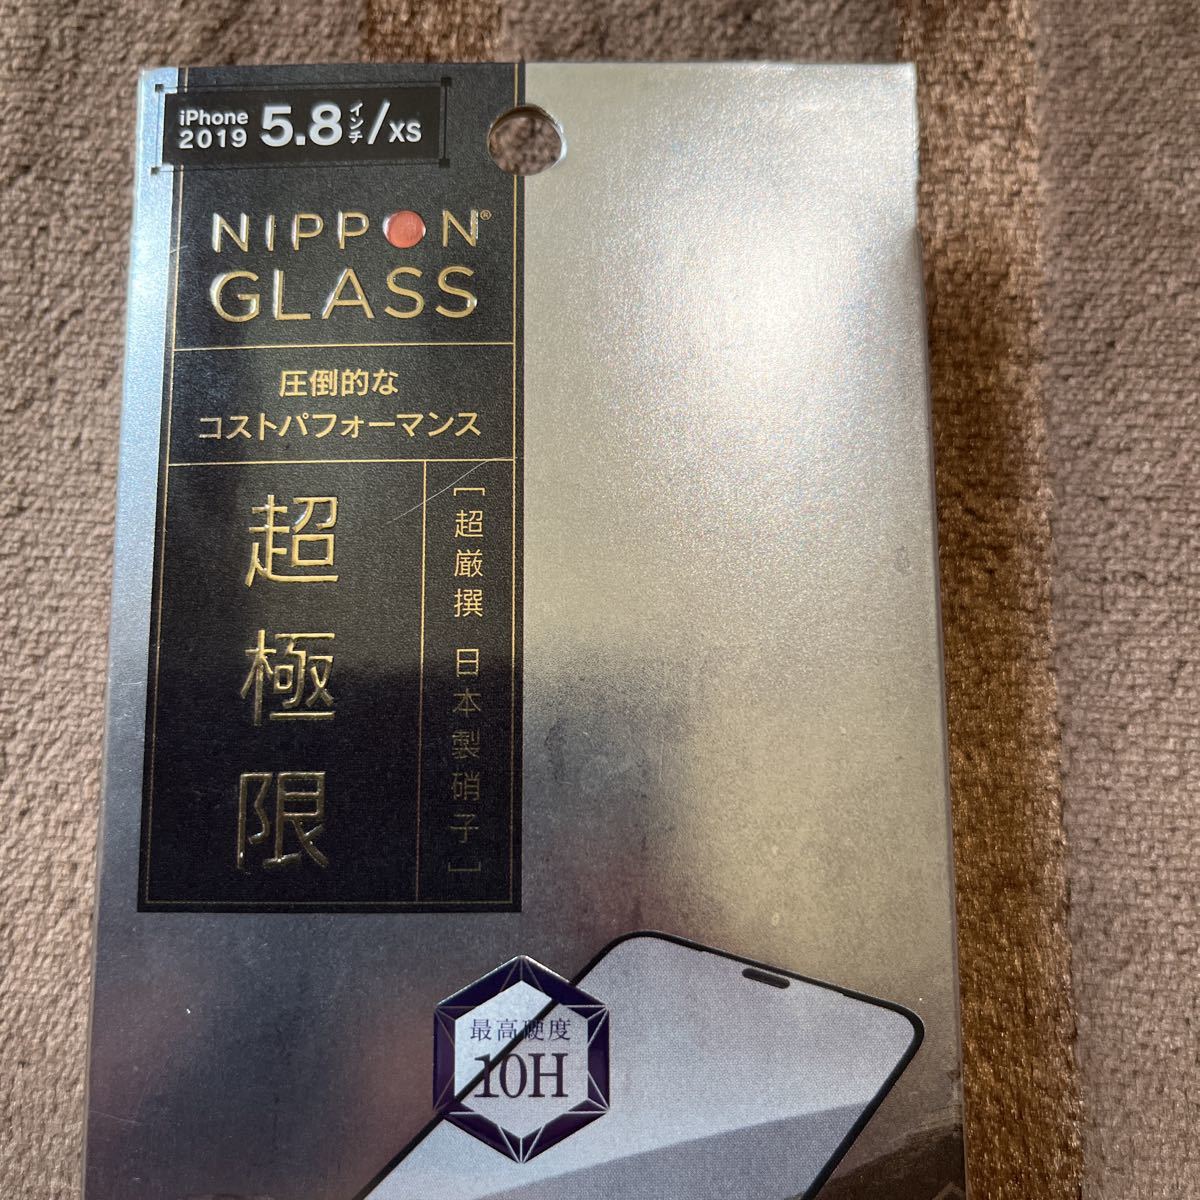 iPhone
2019 5.8インチ/XS
NIPPON®
GLASS
圧倒的な
コストパフォーマンス
超極限
[超厳撰 日本製硝子]
最高硬度
10H